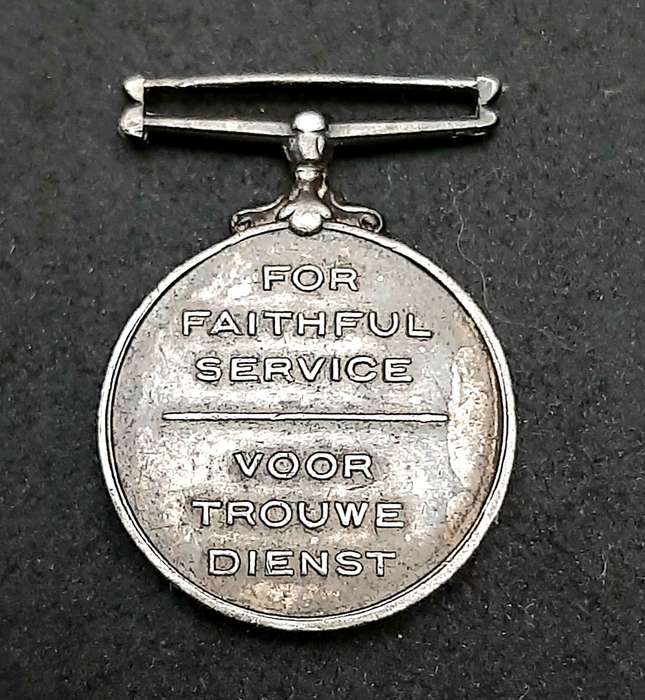 FOR
FAITHFUL
SERVICE
VOOR
TROUWE
DIENST